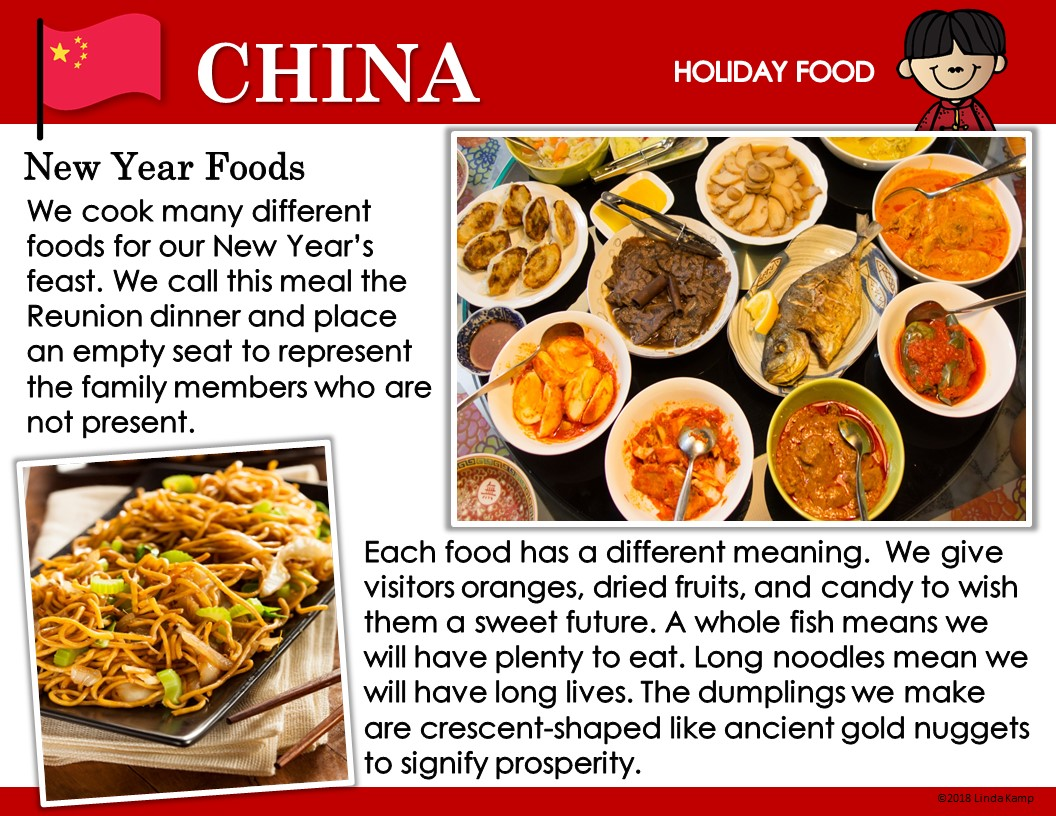 CHINA
HOLIDAY FOOD
New Year Foods
We cook many different
foods for our New Year's
feast. We call this meal the
Reunion dinner and place
an empty seat to represent
the family members who are
not present.
Each food has a different meaning.  We give
visitors oranges, dried fruits, and candy to wish
them a sweet future. A whole fish means we
will have plenty to eat. Long noodles mean we
will have long lives. The dumplings we make
are crescent-shaped like ancient gold nuggets
to signify prosperity.
©2018 Linda Kamp